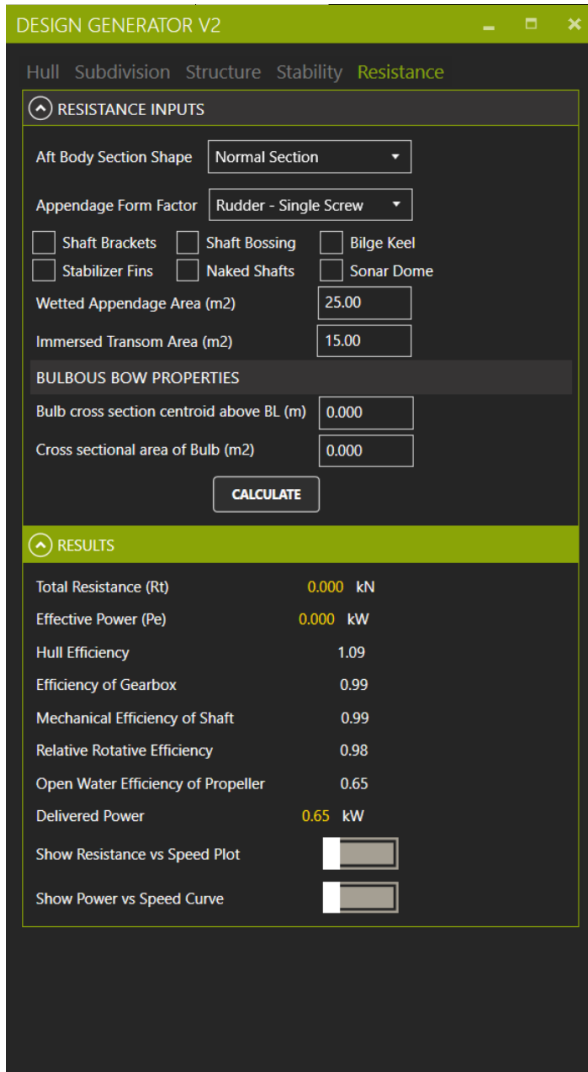 DESIGN GENERATOR V2
Hull Subdivision Structure Stability Resistance
RESISTANCE INPUTS
Aft Body Section Shape Normal Section
Appendage Form Factor Rudder - Single Screw
Shaft Brackets Shaft Bossing Bilge Keel
Stabilizer Fins Naked Shafts Sonar Dome
Wetted Appendage Area (m2) 25.00
Immersed Transom Area (m2) 15.00
BULBOUS BOW PROPERTIES
Bulb cross section centroid above BL (m) 0.000
Cross sectional area of Bulb (m2) 0.000
CALCULATE
RESULTS
Total Resistance (Rt) 0.000 kN
Effective Power (Pe) 0.000 kW
Hull Efficiency 1.09
Efficiency of Gearbox 0.99
Mechanical Efficiency of Shaft 0.99
Relative Rotative Efficiency 0.98
Open Water Efficiency of Propeller 0.65
Delivered Power 0.65 kW
Show Resistance vs Speed Plot
Show Power vs Speed Curve